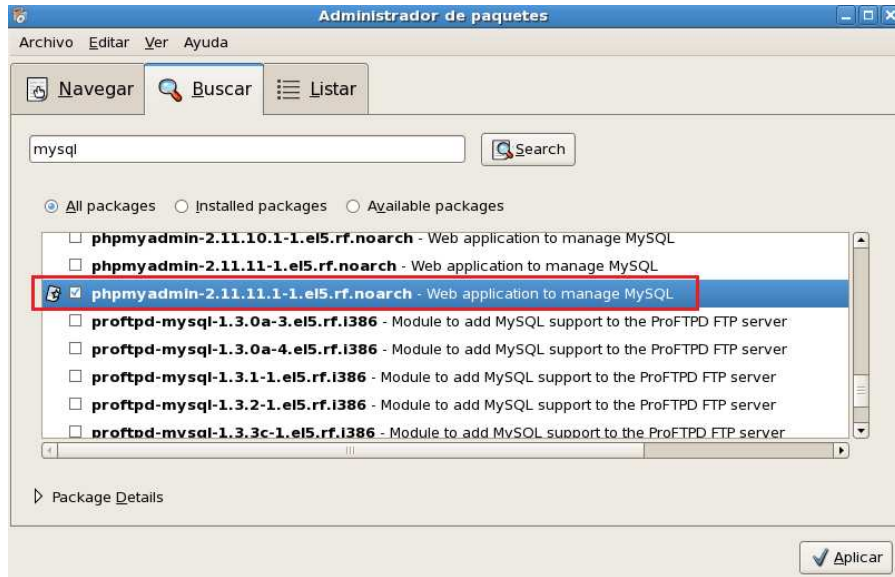 Administrador de paquetes
Archivo Editar Ver Ayuda
Navegar Buscar Listar
mysql Search
All packages Installed packages Available packages
phpmyadmin-2.11.10.1-1.el5.rf.noarch - Web application to manage MySQL
phpmyadmin-2.11.11-1.el5.rf.noarch - Web application to manage MySQL
phpmyadmin-2.11.11.1-1.el5.rf.noarch - Web application to manage MySQL
proftpd-mysql-1.3.0a-3.el5.rf.i386 - Module to add MySQL support to the ProFTPD FTP server
proftpd-mysql-1.3.0a-4.el5.rf.i386 - Module to add MySQL support to the ProFTPD FTP server
proftpd-mysql-1.3.1-1.el5.rf.i386 - Module to add MySQL support to the ProFTPD FTP server
proftpd-mysql-1.3.2-1.el5.rf.i386 - Module to add MySQL support to the ProFTPD FTP server
proftpd-mysql-1.3.3c-1.el5.rf.i386 - Module to add MySQL support to the ProFTPD FTP server
Package Details
Aplicar